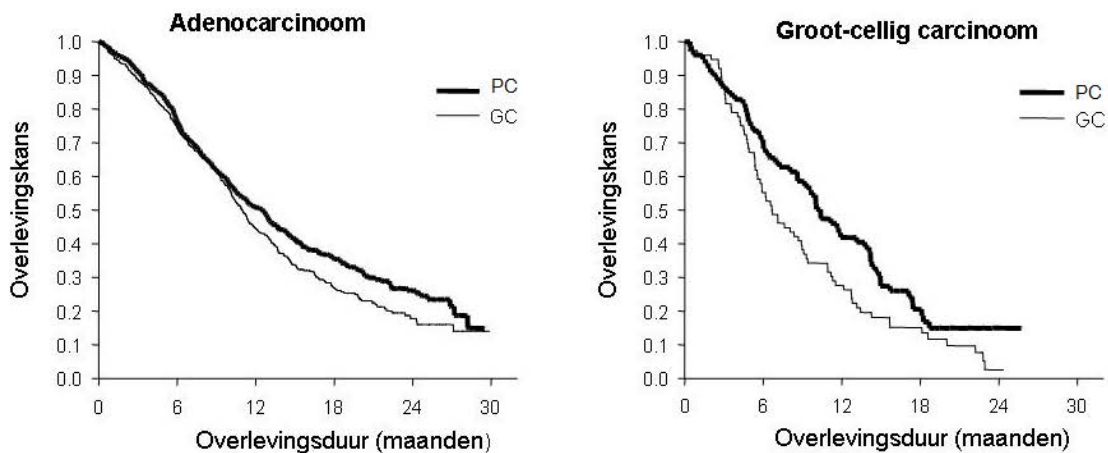 Adenocarcinoom
PC
GC
Overlevingskans
1.0
0.9
0.8
0.7
0.6
0.5
0.4
0.3
0.2
0.1
0.0
0 6 12 18 24 30
Overlevingsduur (maanden)
Groot-cellig carcinoom
PC
GC
Overlevingskans
1.0
0.9
0.8
0.7
0.6
0.5
0.4
0.3
0.2
0.1
0.0
0 6 12 18 24 30
Overlevingsduur (maanden)